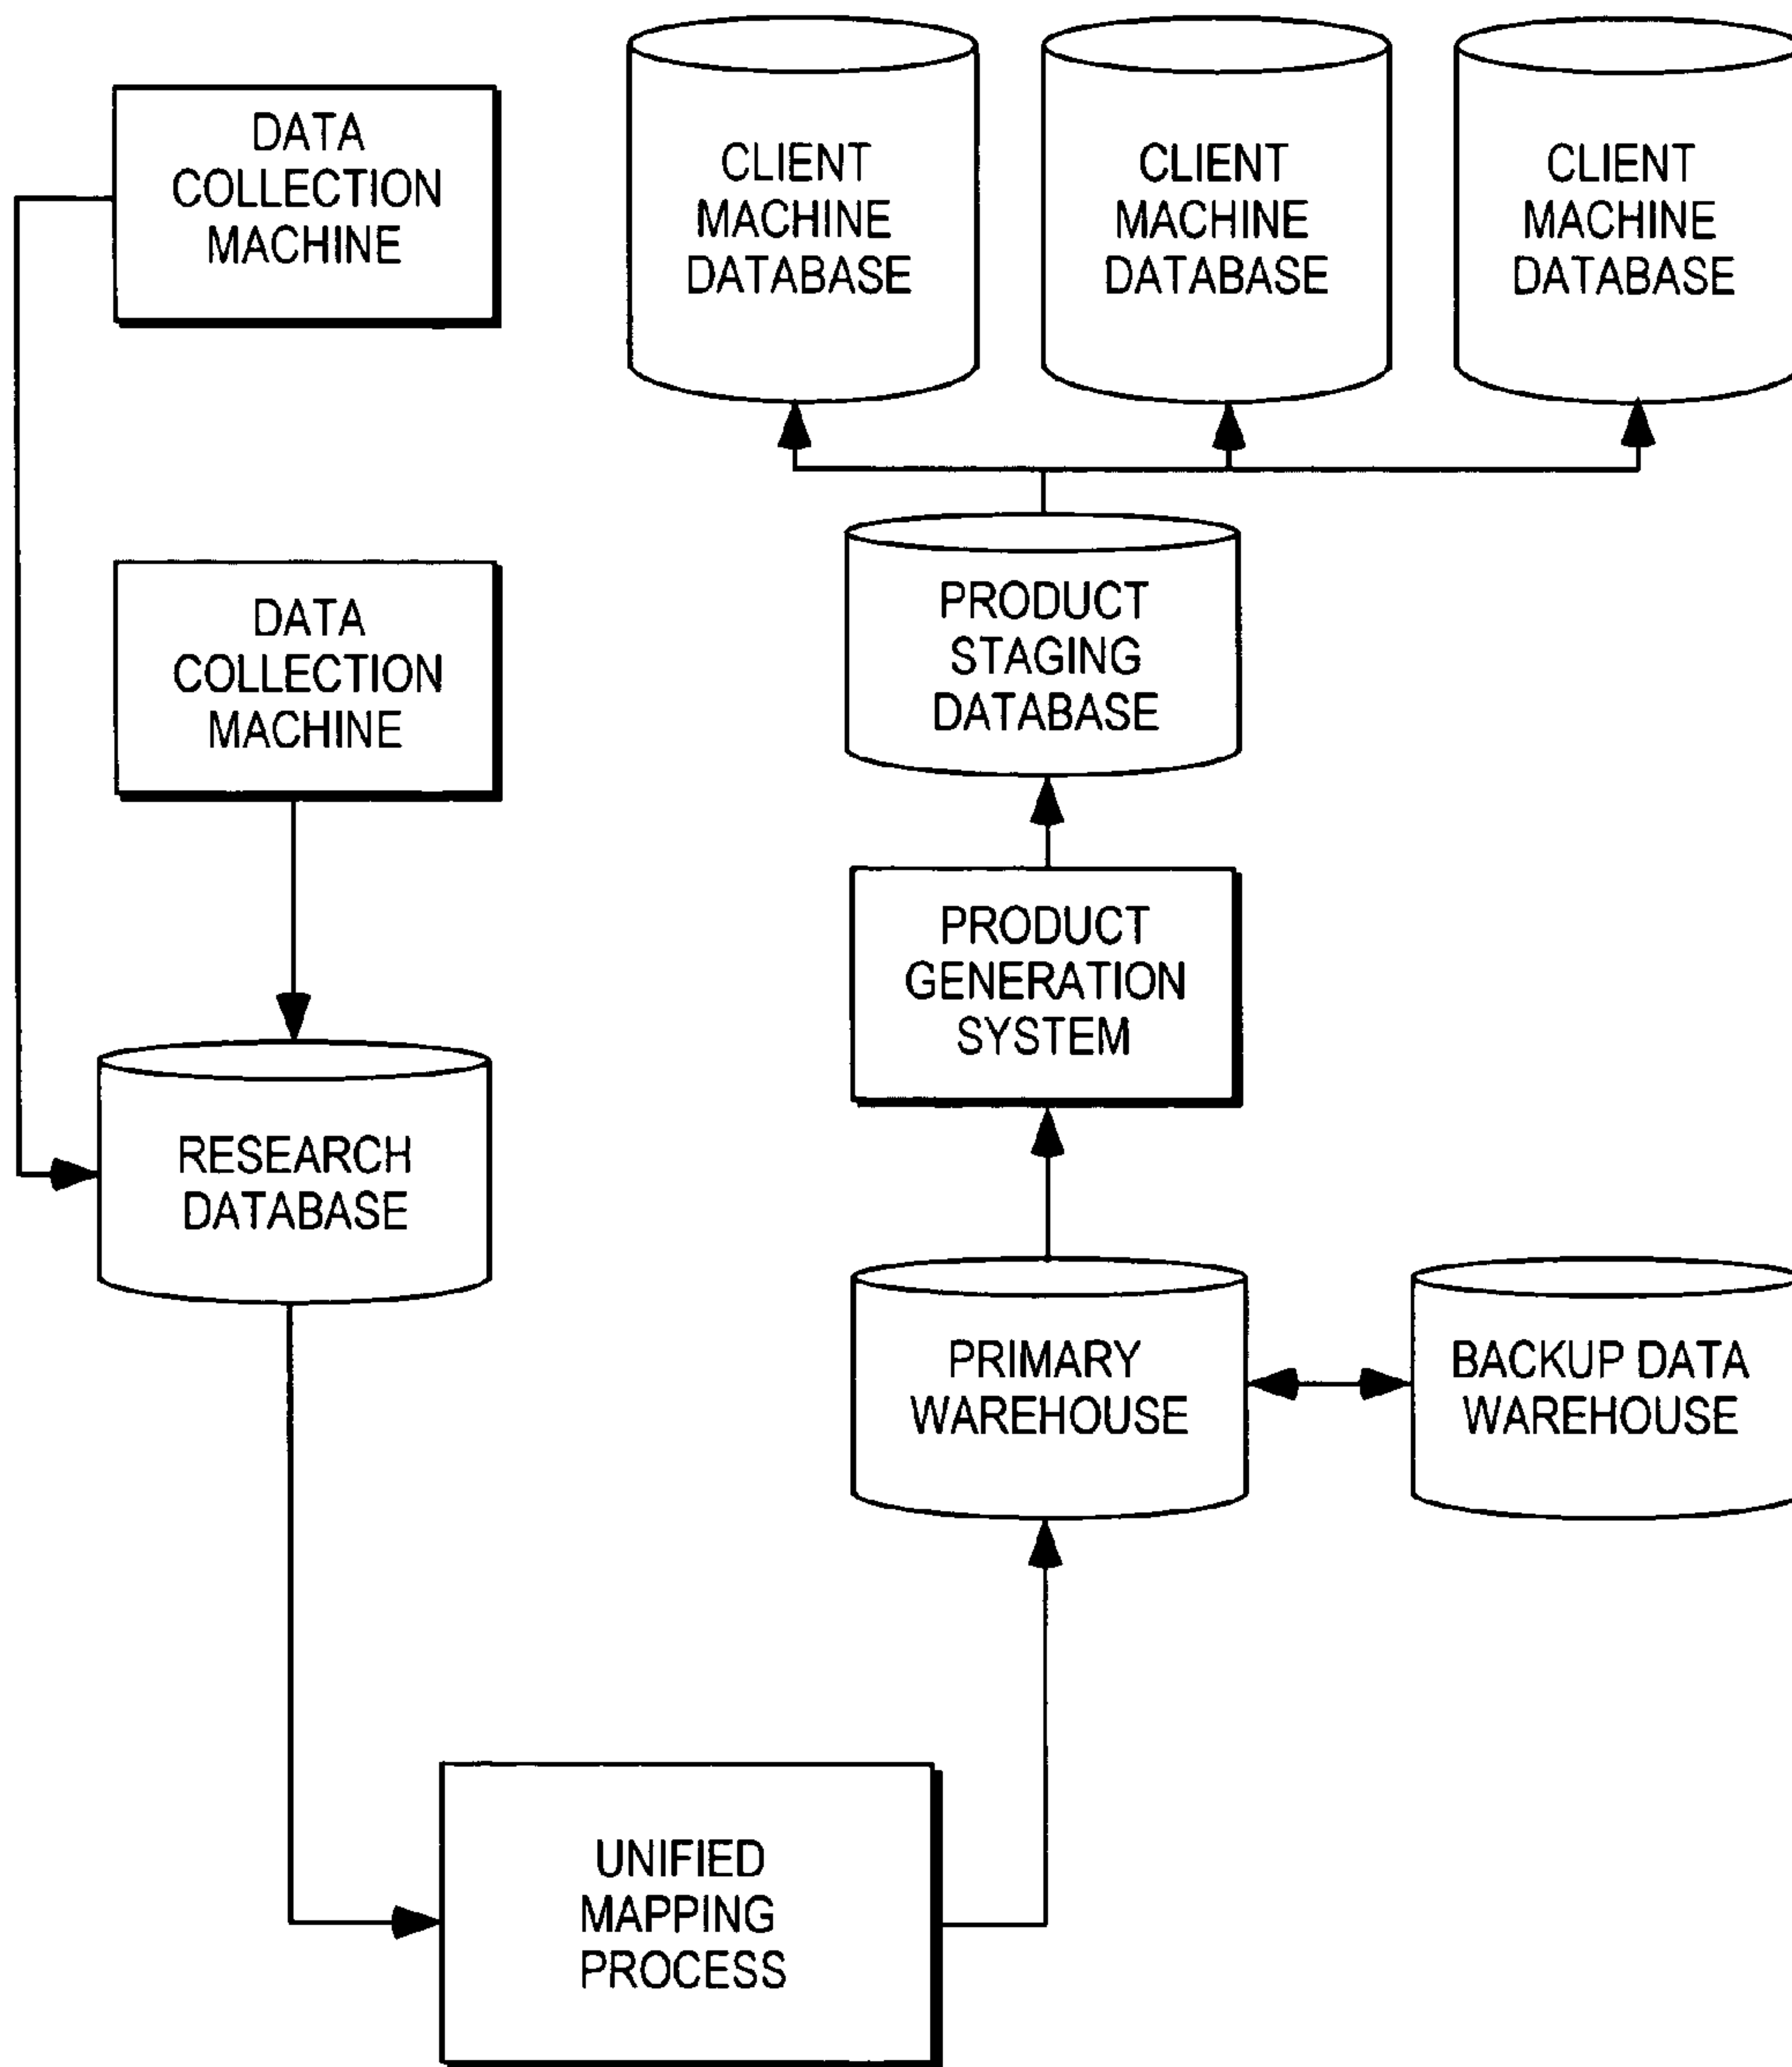 DATA
COLLECTION
MACHINE
CLIENT
MACHINE
DATABASE
CLIENT
MACHINE
DATABASE
CLIENT
MACHINE
DATABASE
DATA
COLLECTION
MACHINE
PRODUCT
STAGING
DATABASE
PRODUCT
GENERATION
SYSTEM
RESEARCH
DATABASE
PRIMARY
WAREHOUSE
BACKUP DATA
WAREHOUSE
UNIFIED
MAPPING
PROCESS